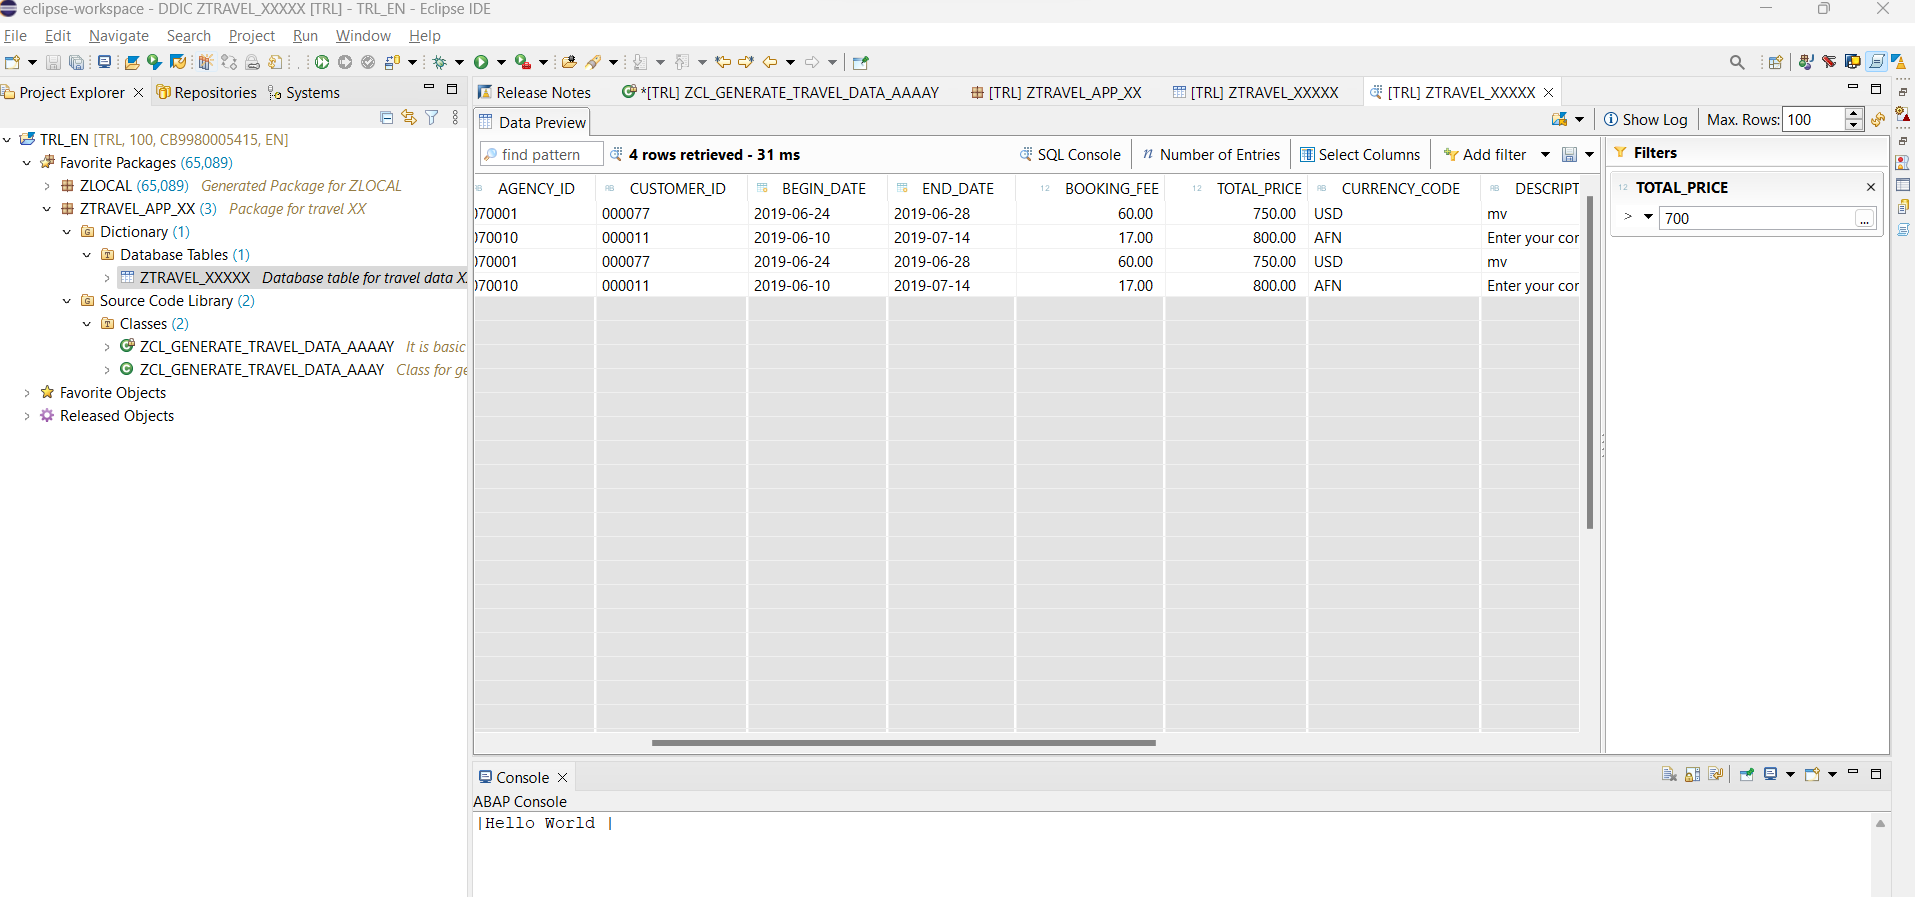 eclipse-workspace - DDIC ZTRAVEL_XXXXX [TRL] - TRL_EN - Eclipse IDE
File Edit Navigate Search Project Run Window Help
Project Explorer Repositories Systems
TRL_EN [TRL, 100, CB9980005415, EN]
Favorite Packages (65,089)
ZLOCAL (65,089) Generated Package for ZLOCAL
ZTRAVEL_APP_XX (3) Package for travel XX
Dictionary (1)
Database Tables (1)
ZTRAVEL_XXXXX Database table for travel data X
Source Code Library (2)
Classes (2)
ZCL_GENERATE_TRAVEL_DATA_AAAAY It is basic
ZCL_GENERATE_TRAVEL_DATA_AAAY Class for ge
Favorite Objects
Released Objects
Release Notes *[TRL] ZCL_GENERATE_TRAVEL_DATA_AAAAY [TRL] ZTRAVEL_APP_XX [TRL] ZTRAVEL_XXXXX [TRL] ZTRAVEL_XXXXX
Data Preview Show Log Max. Rows: 100
find pattern 4 rows retrieved - 31 ms SQL Console Number of Entries Select Columns Add filter
AGENCY_ID CUSTOMER_ID BEGIN_DATE END_DATE BOOKING_FEE TOTAL_PRICE CURRENCY_CODE DESCRIPT
070001 000077 2019-06-24 2019-06-28 60.00 750.00 USD mv
070010 000011 2019-06-10 2019-07-14 17.00 800.00 AFN Enter your cor
070001 000077 2019-06-24 2019-06-28 60.00 750.00 USD mv
070010 000011 2019-06-10 2019-07-14 17.00 800.00 AFN Enter your cor
Filters
TOTAL_PRICE
> 700 ...
Console
ABAP Console
|Hello World |